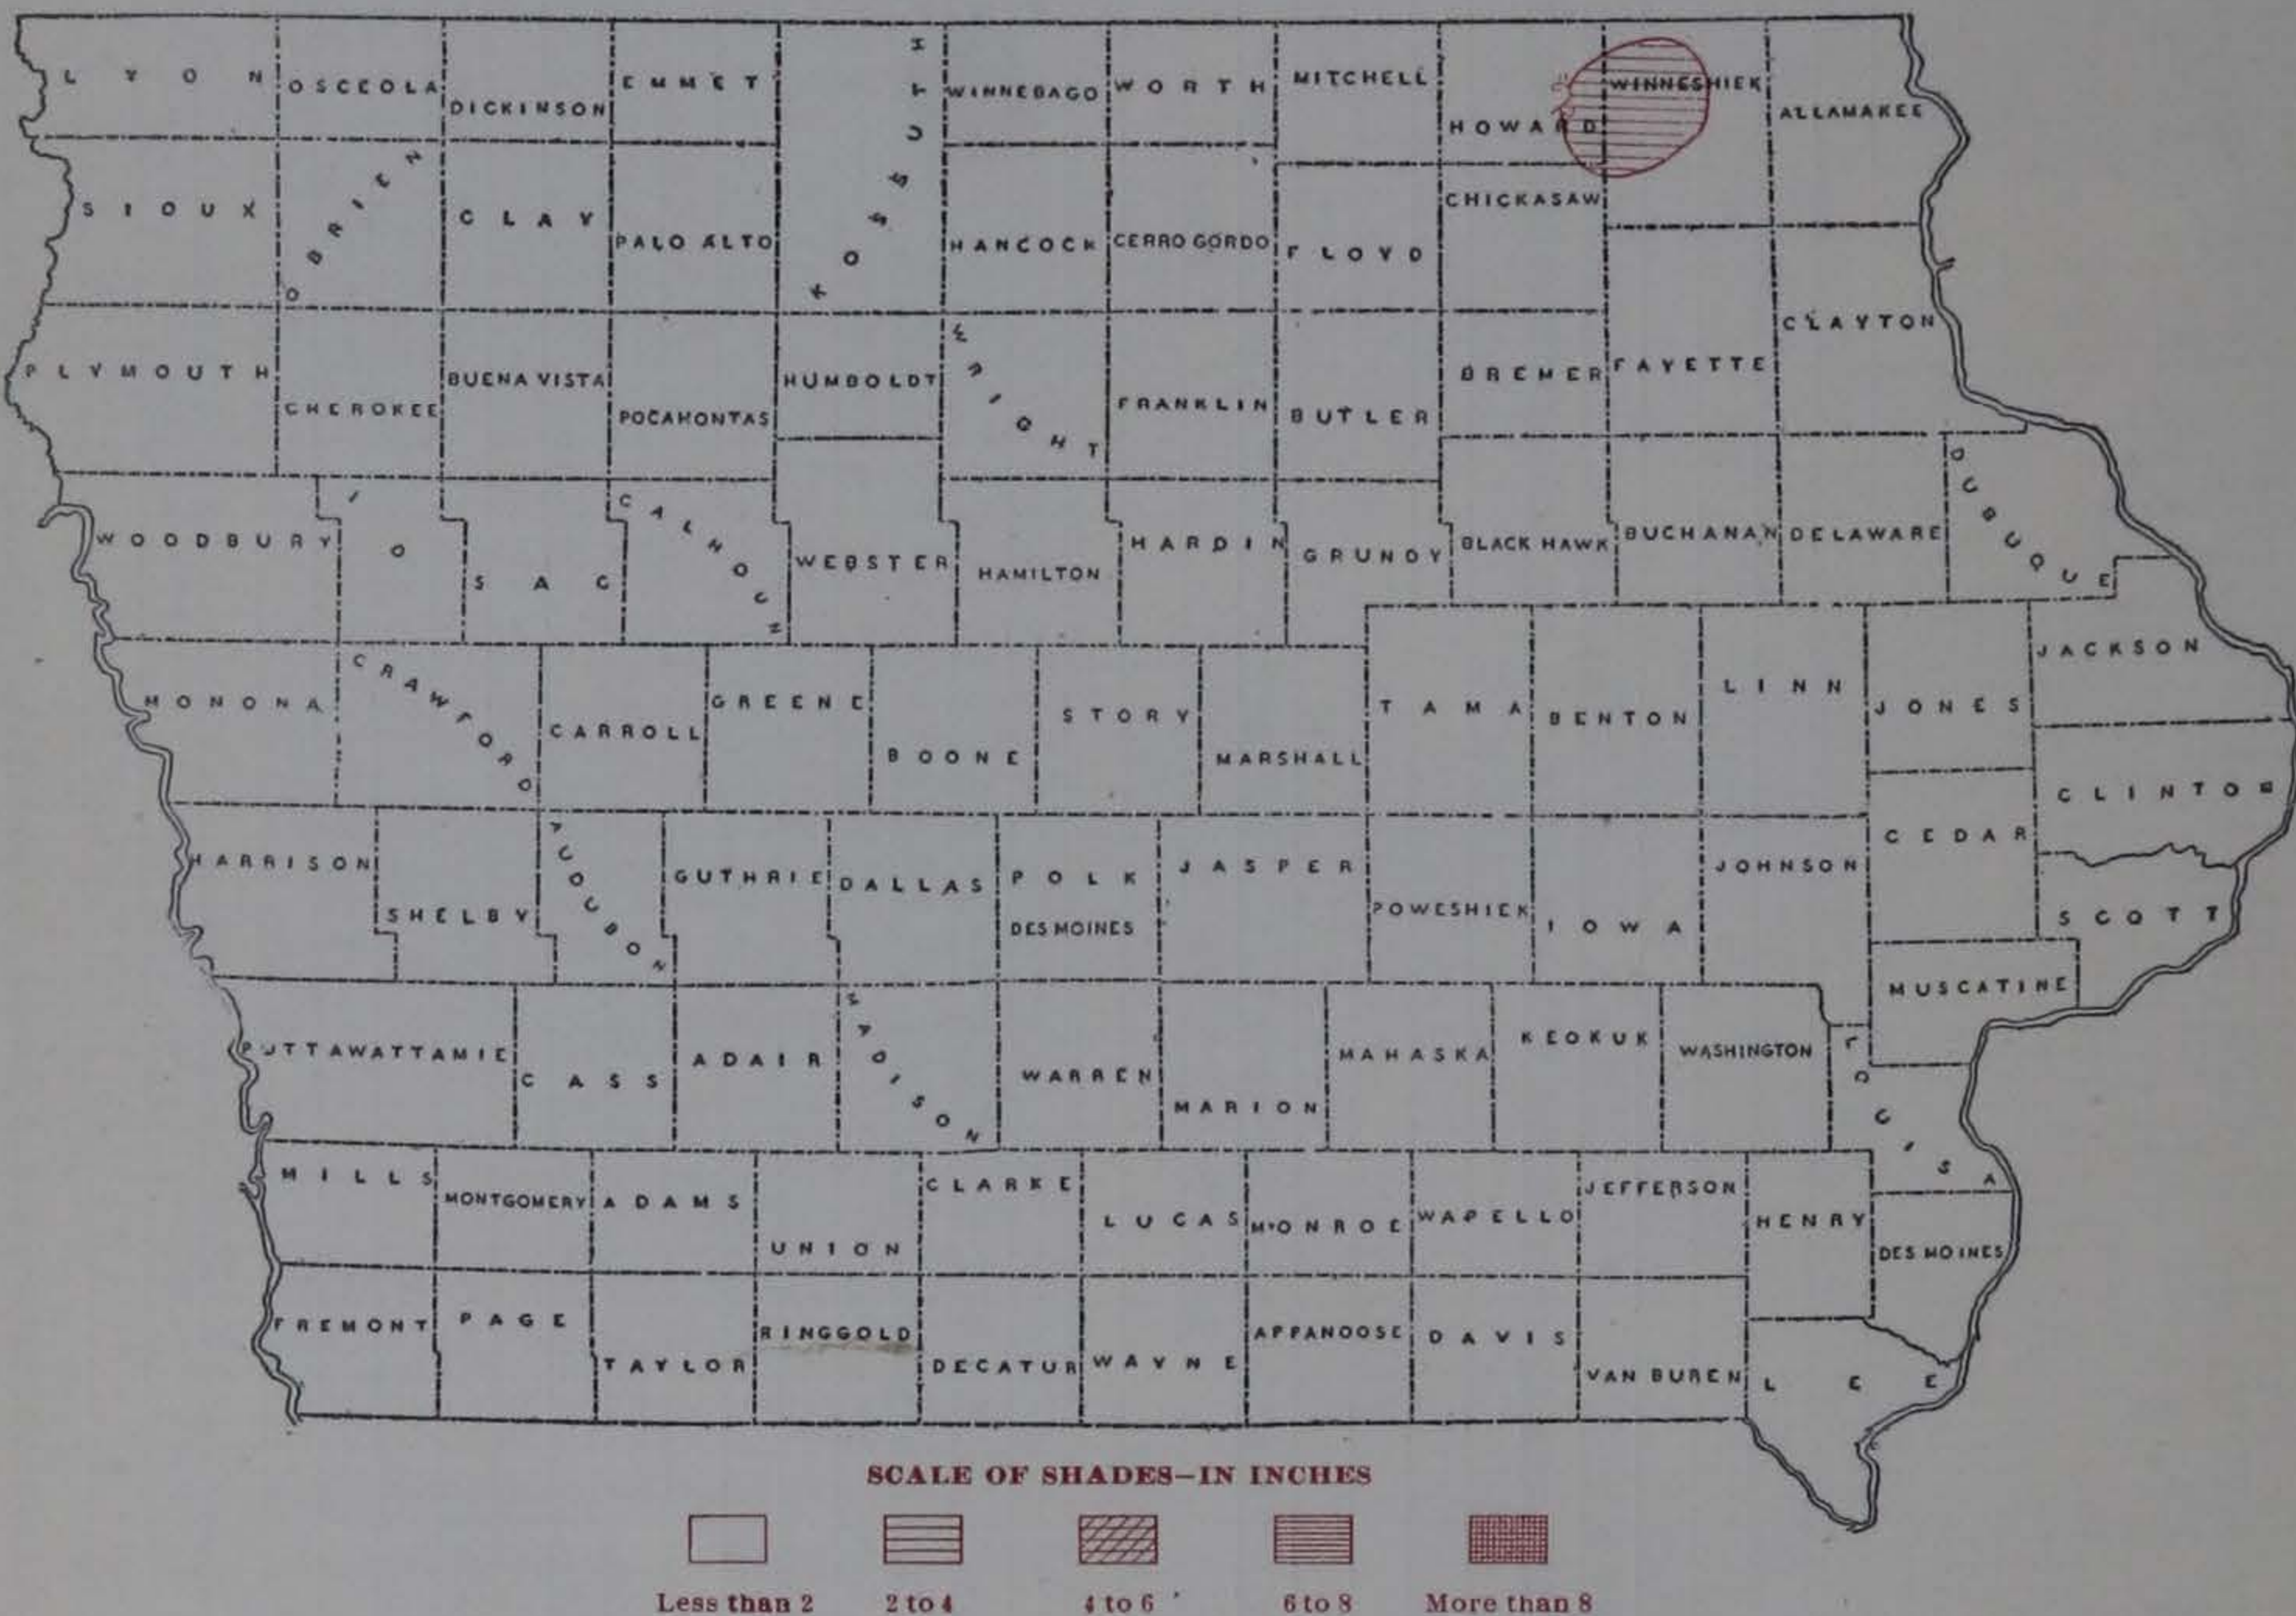 LYON OSCEOLA DICKINSON EMMET KOSSUTH WINNEBAGO WORTH MITCHELL HOWARD WINNESHIEK ALLAMAKEE
SIOUX OBRIEN CLAY PALO ALTO HANCOCK CERRO GORDO FLOYD CHICKASAW
PLYMOUTH CHEROKEE BUENA VISTA POCAHONTAS HUMBOLDT WRIGHT FRANKLIN BUTLER BREMER FAYETTE CLAYTON
WOODBURY SAC WEBSTER HAMILTON HARDIN GRUNDY BLACK HAWK BUCHANAN DELAWARE DUBUQUE
MONONA CRAWFORD CARROLL GREENE BOONE STORY MARSHALL TAMA BENTON LINN JONES JACKSON
CLINTON
HARRISON SHELBY AUDUBON GUTHRIE DALLAS POLK JASPER POWESHIEK IOWA JOHNSON CEDAR
DES MOINES
SCOTT
MUSCATINE
POTTAWATTAMIE CASS ADAIR MADISON WARREN MARION MAHASKA KEOKUK WASHINGTON LOUISA
MILLS MONTGOMERY ADAMS UNION CLARKE LUCAS MONROE WAPELLO JEFFERSON HENRY DES MOINES
FREMONT PAGE TAYLOR RINGGOLD DECATUR WAYNE APPANOOSE DAVIS VAN BUREN LEE
SCALE OF SHADES—IN INCHES
Less than 2 2 to 4 4 to 6 6 to 8 More than 8